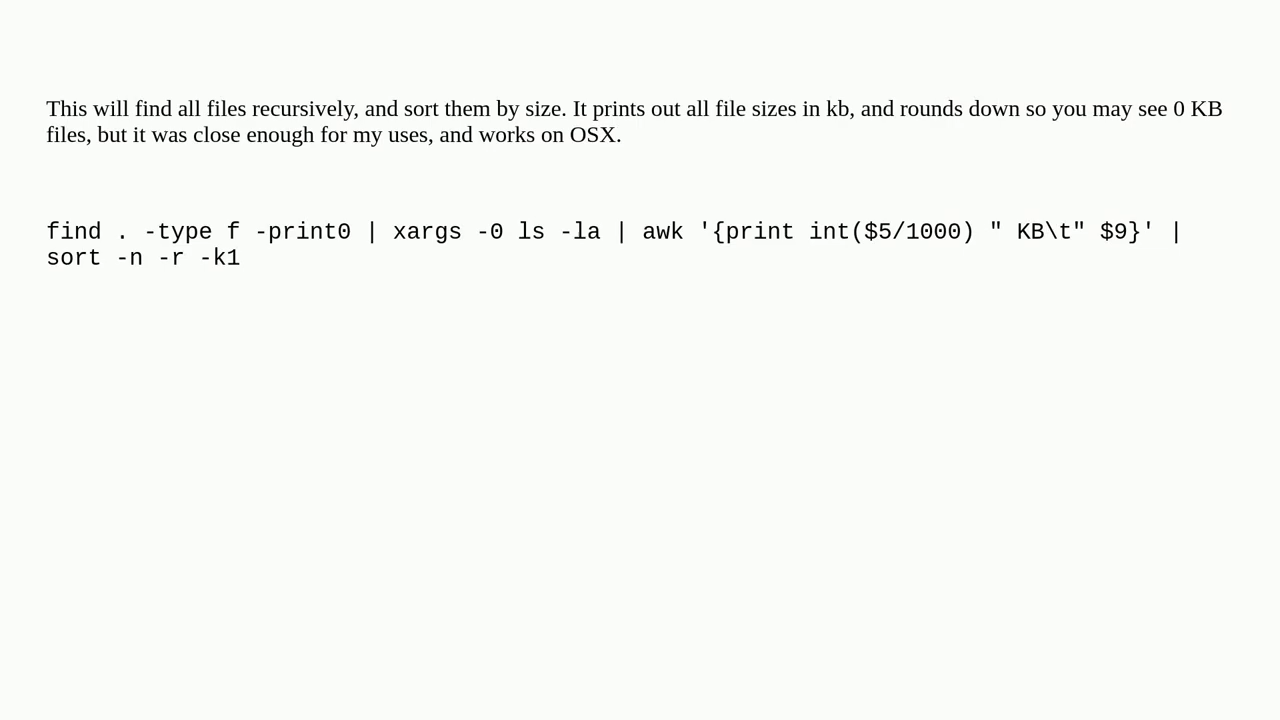 This will find all files recursively, and sort them by size. It prints out all file sizes in kb, and rounds down so you may see 0 KB
files, but it was close enough for my uses, and works on OSX.
find . -type f -print0 | xargs -0 ls -la | awk '{print int($5/1000) " KB\t" $9}' |
sort -n -r -k1